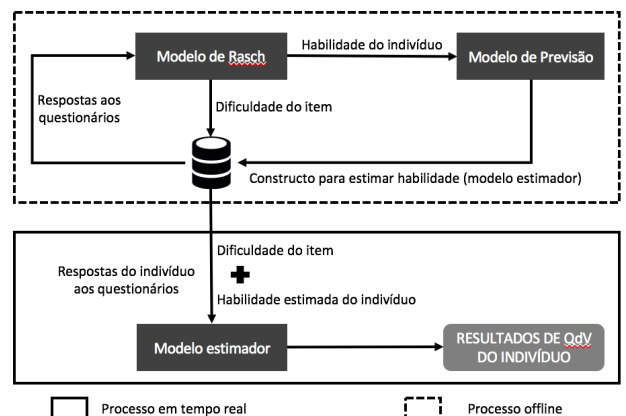 Modelo de Rasch
Habilidade do indivíduo
Modelo de Previsão
Respostas aos
questionários
Dificuldade do item
Constructo para estimar habilidade (modelo estimador)
Dificuldade do item
Respostas do indivíduo
aos questionários
Habilidade estimada do indivíduo
Modelo estimador
RESULTADOS DE QdV
DO INDIVÍDUO
Processo em tempo real
Processo offline